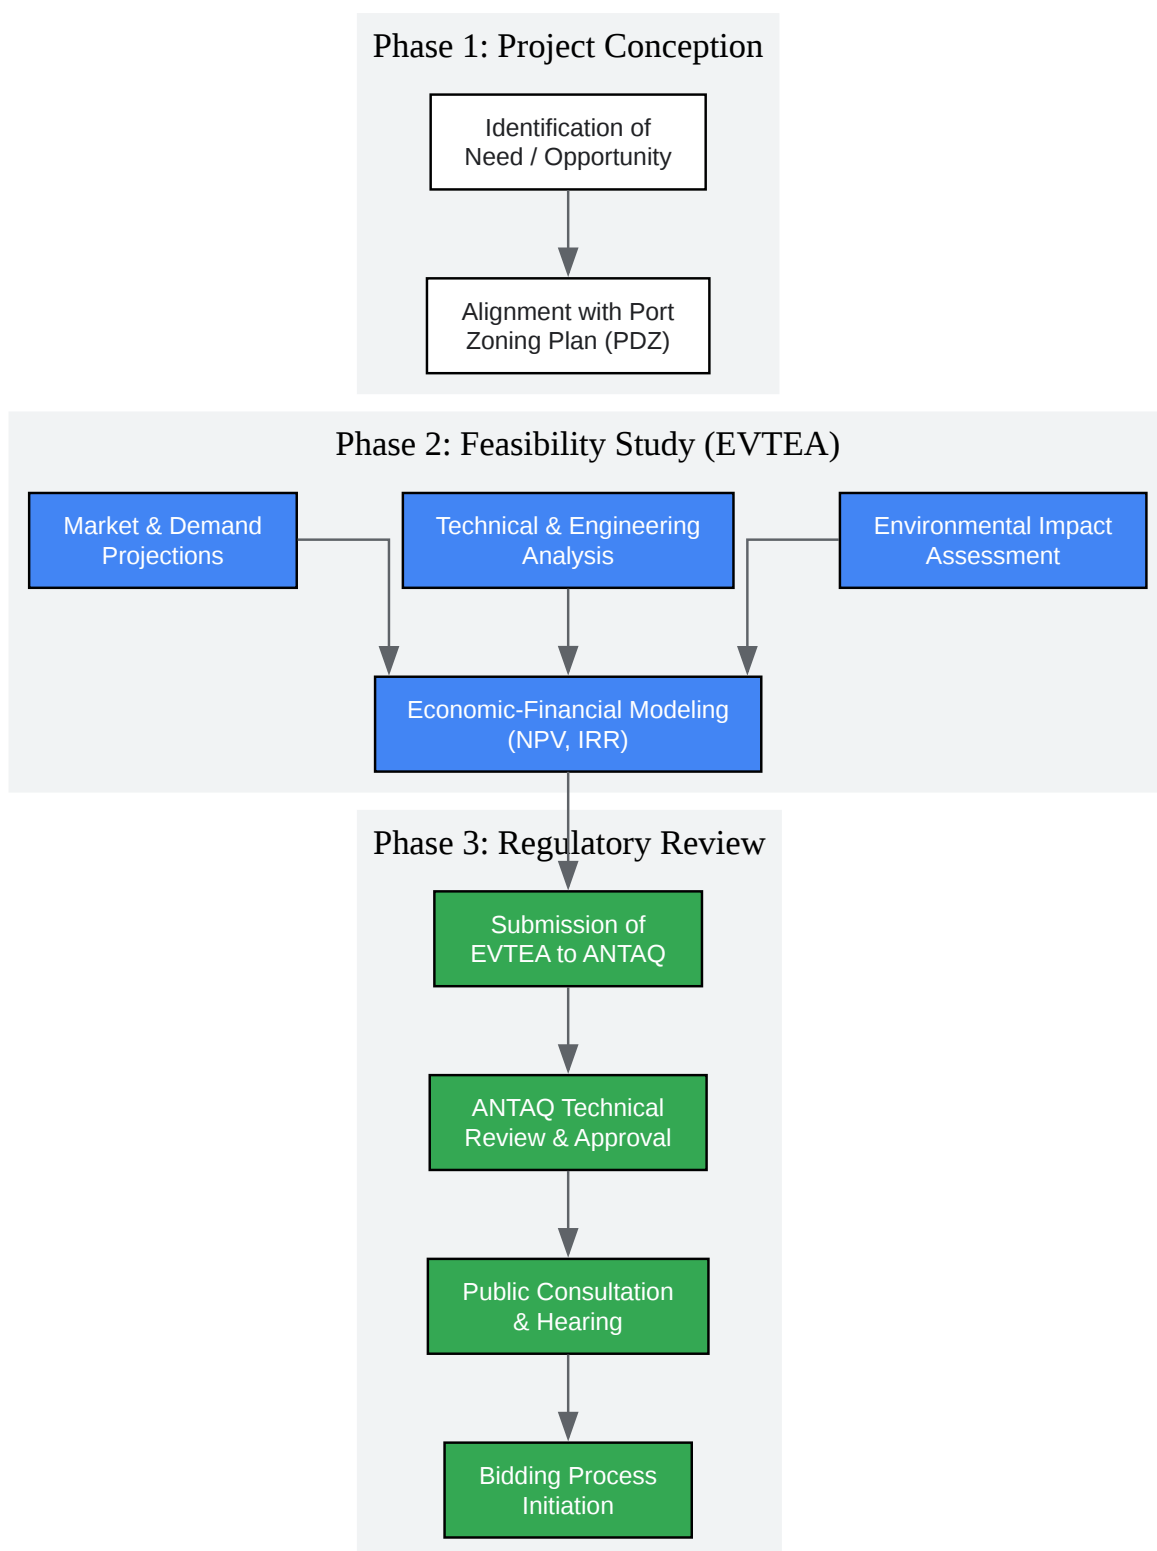 Phase 1: Project Conception
Identification of
Need / Opportunity
Alignment with Port
Zoning Plan (PDZ)
Phase 2: Feasibility Study (EVTEA)
Market & Demand
Projections
Technical & Engineering
Analysis
Environmental Impact
Assessment
Economic-Financial Modeling
(NPV, IRR)
Phase 3: Regulatory Review
Submission of
EVTEA to ANTAQ
ANTAQ Technical
Review & Approval
Public Consultation
& Hearing
Bidding Process
Initiation